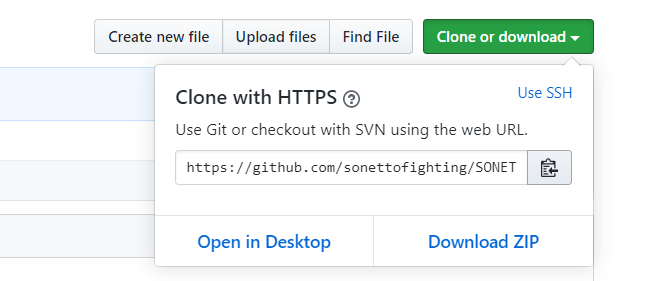 Create new file Upload files Find File Clone or download
Clone with HTTPS ? Use SSH
Use Git or checkout with SVN using the web URL.
https://github.com/sonettofighting/SONET
Open in Desktop Download ZIP